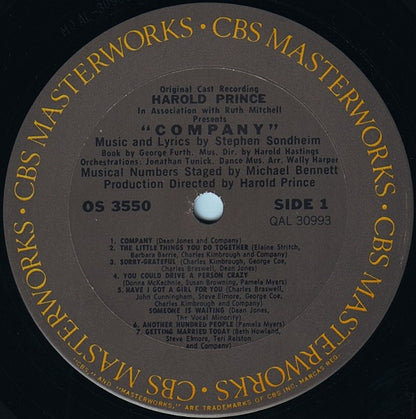 · CBS MASTERWORKS · CBS MASTERWORKS · CBS MASTERWORKS · CBS MASTERWORKS
Original Cast Recording
HAROLD PRINCE
In Association with Ruth Mitchell
Presents
"COMPANY"
Music and Lyrics by Stephen Sondheim
Book by George Furth. Mus. Dir. by Harold Hastings
Orchestrations: Jonathan Tunick. Dance Mus. Arr. Wally Harper
Musical Numbers Staged by Michael Bennett
Production Directed by Harold Prince
OS 3550 SIDE 1
QAL 30993
1. COMPANY (Dean Jones and Company)
2. THE LITTLE THINGS YOU DO TOGETHER (Elaine Stritch,
Barbara Barrie, Charles Kimbrough and Company)
3. SORRY-GRATEFUL (Charles Kimbrough, George Coe,
Charles Braswell, Dean Jones)
4. YOU COULD DRIVE A PERSON CRAZY
(Donna McKechnie, Susan Browning, Pamela Myers)
5. HAVE I GOT A GIRL FOR YOU (Charles Braswell,
John Cunningham, Steve Elmore, George Coe,
Charles Kimbrough and Company)
SOMEONE IS WAITING (Dean Jones,
The Vocal Minority)
6. ANOTHER HUNDRED PEOPLE (Pamela Myers)
7. GETTING MARRIED TODAY (Beth Howland,
Steve Elmore, Teri Ralston
and Company)
"CBS" AND "MASTERWORKS," ARE TRADEMARKS OF CBS INC. MARCAS REG.